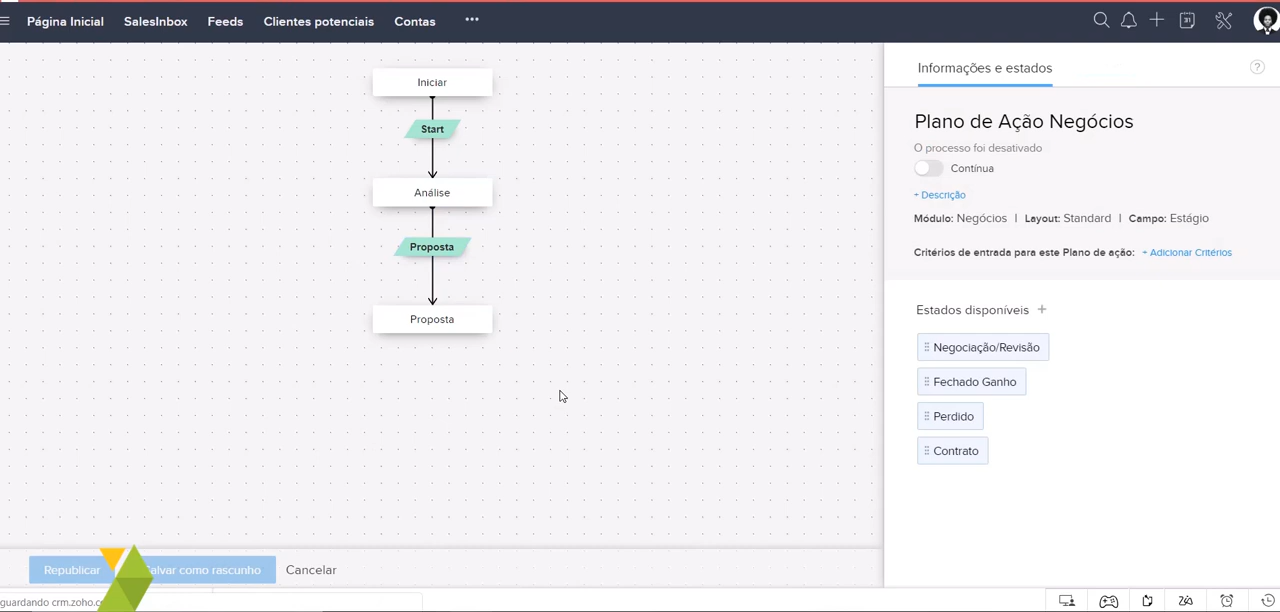 Página Inicial SalesInbox Feeds Clientes potenciais Contas ...
31
Informações e estados
?
Iniciar
Start
Análise
Proposta
Proposta
Plano de Ação Negócios
O processo foi desativado
Contínua
+ Descrição
Módulo: Negócios | Layout: Standard | Campo: Estágio
Critérios de entrada para este Plano de ação: + Adicionar Critérios
Estados disponíveis +
Negociação/Revisão
Fechado Ganho
Perdido
Contrato
Republicar
como rascunho
Cancelar
crm.zoho.c